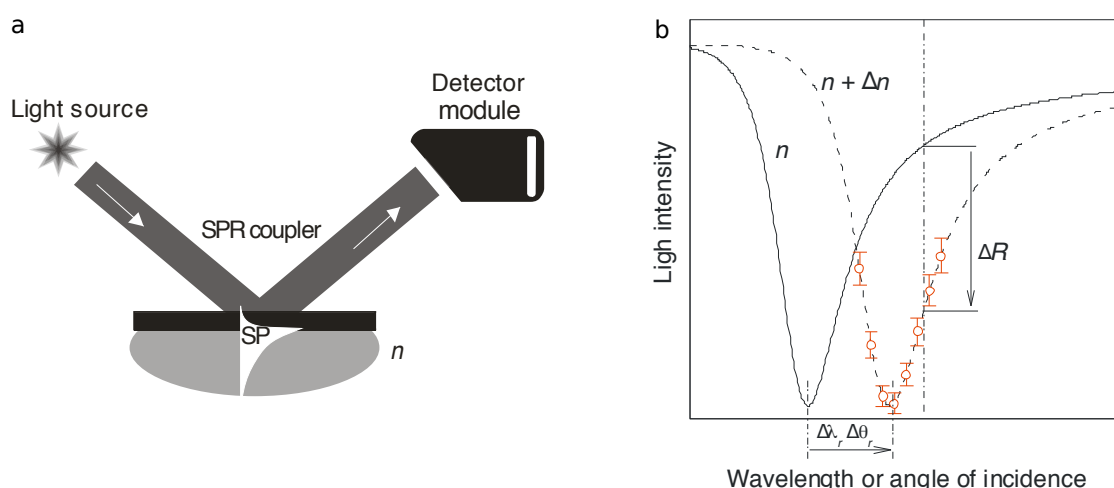 a
Light source
Detector
module
SPR coupler
SP
n
b
n + Δn
n
ΔR
Ligh intensity
Δλr Δθr
Wavelength or angle of incidence